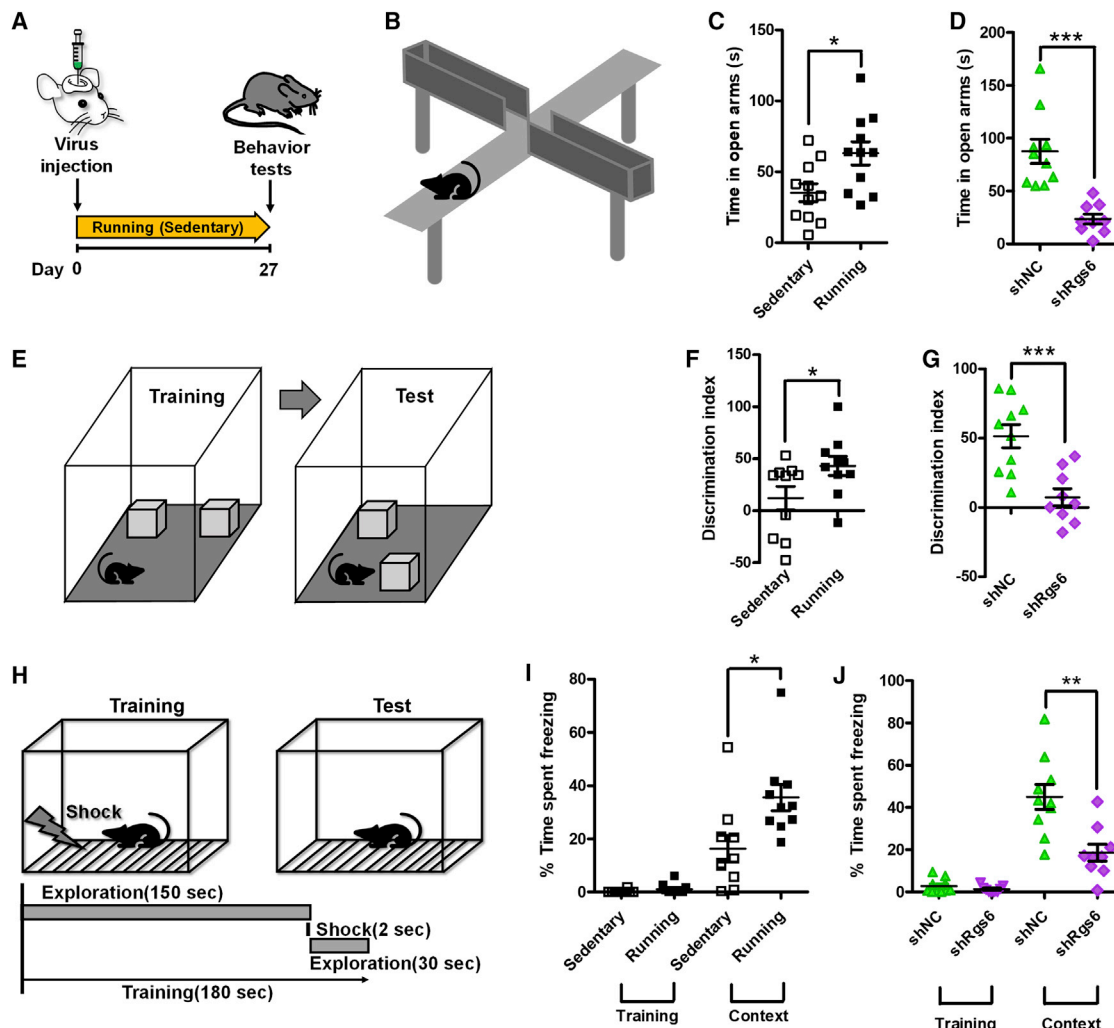 A
Virus
injection
Behavior
tests
Running (Sedentary)
Day 0
27
B
C
Time in open arms (s)
150
100
50
0
*
Sedentary
Running
D
Time in open arms (s)
200
150
100
50
0
***
shNC
shRgs6
E
Training
Test
F
Discrimination index
150
100
50
0
-50
*
Sedentary
Running
G
Discrimination index
100
50
0
-50
***
shNC
shRgs6
H
Training
Test
Shock
Exploration(150 sec)
Shock(2 sec)
Exploration(30 sec)
Training(180 sec)
I
% Time spent freezing
80
60
40
20
0
*
Sedentary
Running
Sedentary
Running
Training
Context
J
% Time spent freezing
100
80
60
40
20
0
**
shNC
shRgs6
shNC
shRgs6
Training
Context